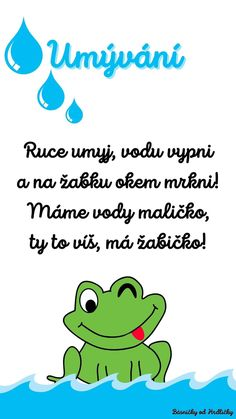 Umývání
Ruce umyj, vodu vypni
a na žabku okem mrkni!
Máme vody maličko,
ty to víš, má žabičko!
Básničky od Hrdličky